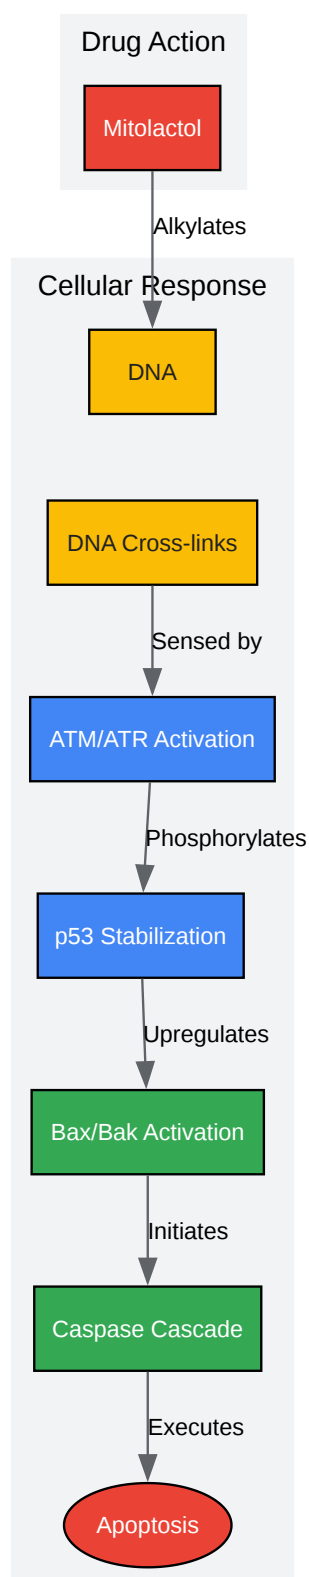 Drug Action
Mitolactol
Alkylates
Cellular Response
DNA
DNA Cross-links
Sensed by
ATM/ATR Activation
Phosphorylates
p53 Stabilization
Upregulates
Bax/Bak Activation
Initiates
Caspase Cascade
Executes
Apoptosis